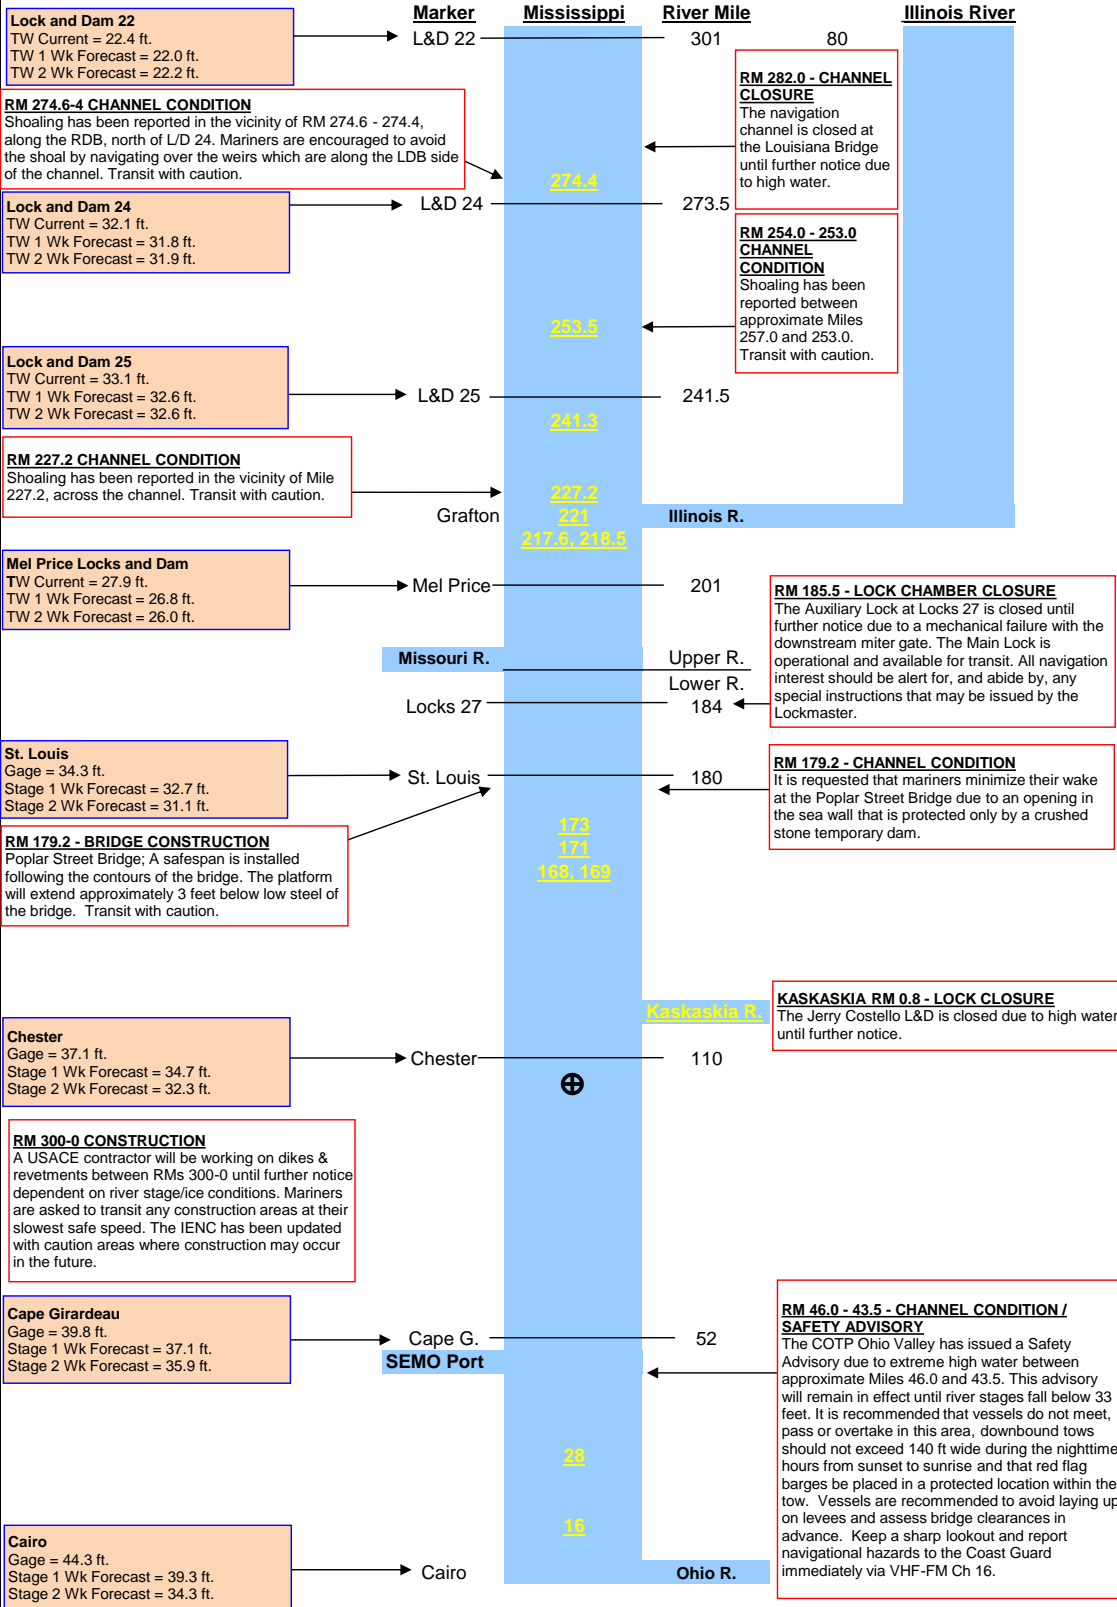 Marker Mississippi River Mile Illinois River
Lock and Dam 22
TW Current = 22.4 ft.
TW 1 Wk Forecast = 22.0 ft.
TW 2 Wk Forecast = 22.2 ft.
L&D 22 301 80
RM 282.0 - CHANNEL
CLOSURE
The navigation
channel is closed at
the Louisiana Bridge
until further notice due
to high water.
RM 274.6-4 CHANNEL CONDITION
Shoaling has been reported in the vicinity of RM 274.6 - 274.4,
along the RDB, north of L/D 24. Mariners are encouraged to avoid
the shoal by navigating over the weirs which are along the LDB side
of the channel. Transit with caution.
274.4
Lock and Dam 24
TW Current = 32.1 ft.
TW 1 Wk Forecast = 31.8 ft.
TW 2 Wk Forecast = 31.9 ft.
L&D 24 273.5
RM 254.0 - 253.0
CHANNEL
CONDITION
Shoaling has been
reported between
approximate Miles
257.0 and 253.0.
Transit with caution.
253.5
Lock and Dam 25
TW Current = 33.1 ft.
TW 1 Wk Forecast = 32.6 ft.
TW 2 Wk Forecast = 32.6 ft.
L&D 25 241.5
241.3
RM 227.2 CHANNEL CONDITION
Shoaling has been reported in the vicinity of Mile
227.2, across the channel. Transit with caution.
227.2
Grafton 221 Illinois R.
217.6, 218.5
Mel Price Locks and Dam
TW Current = 27.9 ft.
TW 1 Wk Forecast = 26.8 ft.
TW 2 Wk Forecast = 26.0 ft.
Mel Price 201
RM 185.5 - LOCK CHAMBER CLOSURE
The Auxiliary Lock at Locks 27 is closed until
further notice due to a mechanical failure with the
downstream miter gate. The Main Lock is
operational and available for transit. All navigation
interest should be alert for, and abide by, any
special instructions that may be issued by the
Lockmaster.
Missouri R. Upper R.
Lower R.
Locks 27 184
St. Louis
Gage = 34.3 ft.
Stage 1 Wk Forecast = 32.7 ft.
Stage 2 Wk Forecast = 31.1 ft.
St. Louis 180
RM 179.2 - CHANNEL CONDITION
It is requested that mariners minimize their wake
at the Poplar Street Bridge due to an opening in
the sea wall that is protected only by a crushed
stone temporary dam.
RM 179.2 - BRIDGE CONSTRUCTION
Poplar Street Bridge; A safespan is installed
following the contours of the bridge. The platform
will extend approximately 3 feet below low steel of
the bridge. Transit with caution.
173
171
168, 169
Kaskaskia R.
KASKASKIA RM 0.8 - LOCK CLOSURE
The Jerry Costello L&D is closed due to high water
until further notice.
Chester
Gage = 37.1 ft.
Stage 1 Wk Forecast = 34.7 ft.
Stage 2 Wk Forecast = 32.3 ft.
Chester 110
RM 300-0 CONSTRUCTION
A USACE contractor will be working on dikes &
revetments between RMs 300-0 until further notice
dependent on river stage/ice conditions. Mariners
are asked to transit any construction areas at their
slowest safe speed. The IENC has been updated
with caution areas where construction may occur
in the future.
Cape Girardeau
Gage = 39.8 ft.
Stage 1 Wk Forecast = 37.1 ft.
Stage 2 Wk Forecast = 35.9 ft.
Cape G. 52
SEMO Port
RM 46.0 - 43.5 - CHANNEL CONDITION /
SAFETY ADVISORY
The COTP Ohio Valley has issued a Safety
Advisory due to extreme high water between
approximate Miles 46.0 and 43.5. This advisory
will remain in effect until river stages fall below 33
feet. It is recommended that vessels do not meet,
pass or overtake in this area, downbound tows
should not exceed 140 ft wide during the nighttime
hours from sunset to sunrise and that red flag
barges be placed in a protected location within the
tow. Vessels are recommended to avoid laying up
on levees and assess bridge clearances in
advance. Keep a sharp lookout and report
navigational hazards to the Coast Guard
immediately via VHF-FM Ch 16.
28
16
Cairo
Gage = 44.3 ft.
Stage 1 Wk Forecast = 39.3 ft.
Stage 2 Wk Forecast = 34.3 ft.
Cairo Ohio R.